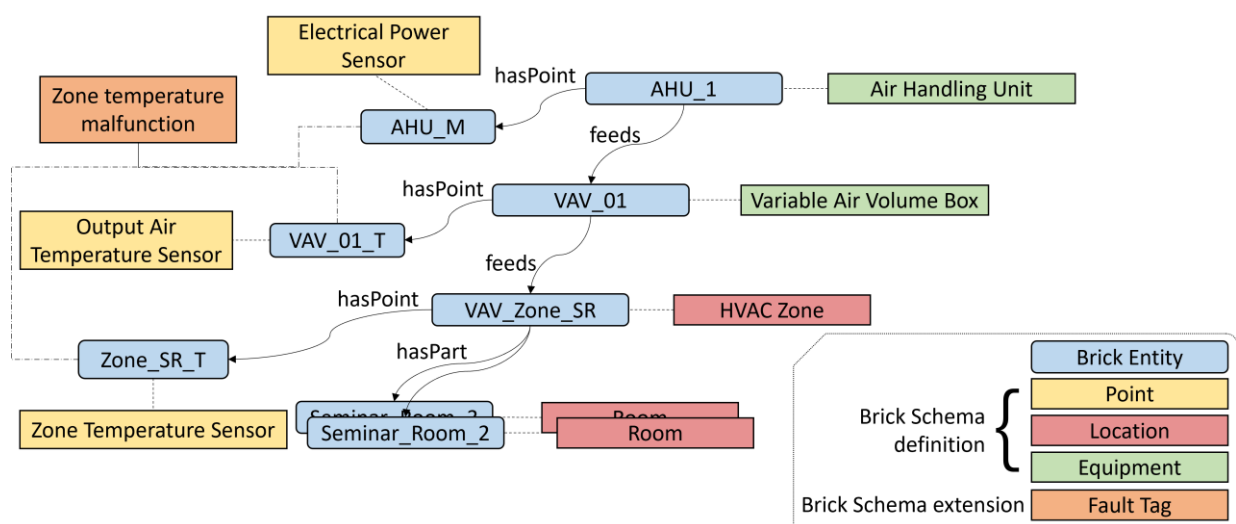 Electrical Power
Sensor
hasPoint
AHU_1
Air Handling Unit
Zone temperature
malfunction
AHU_M
feeds
hasPoint
VAV_01
Variable Air Volume Box
Output Air
Temperature Sensor
VAV_01_T
feeds
hasPoint
VAV_Zone_SR
HVAC Zone
hasPart
Zone_SR_T
Room
Zone Temperature Sensor
Seminar_Room_2
Room
Brick Entity
Point
Brick Schema
definition
Location
Equipment
Brick Schema extension
Fault Tag